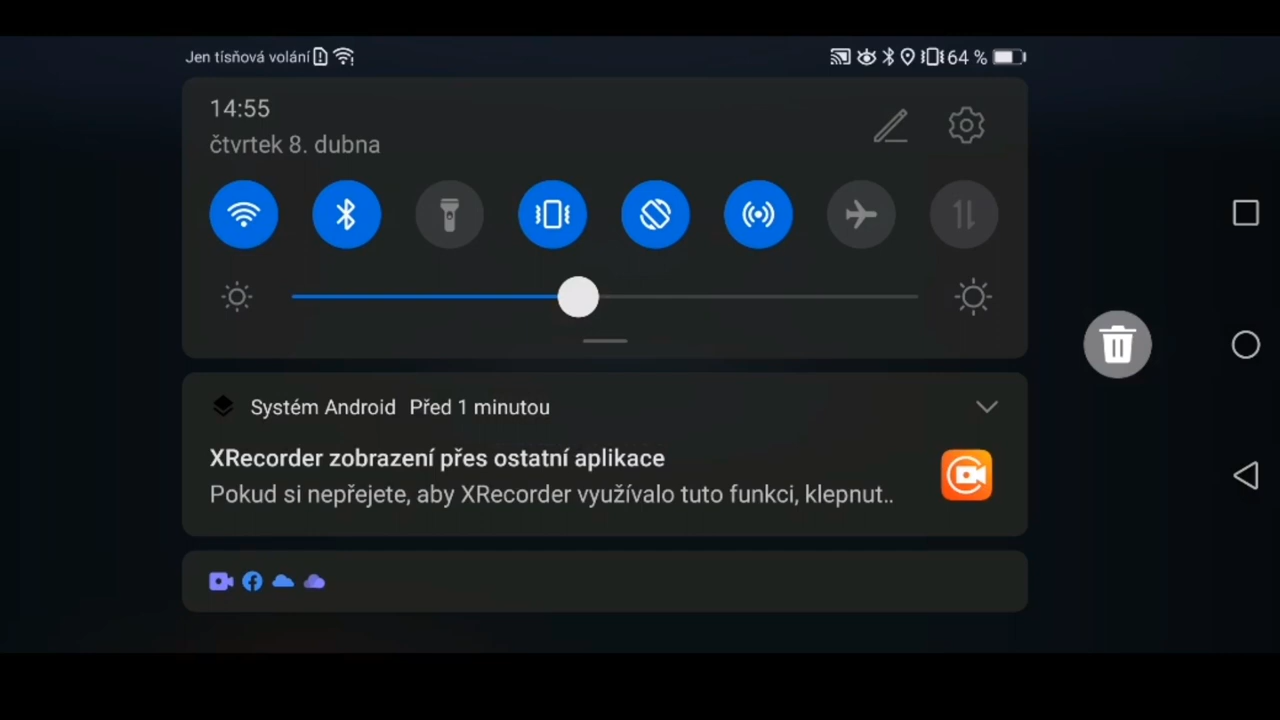 Jen tísňová volání
64 %
14:55
čtvrtek 8. dubna
Systém Android Před 1 minutou
XRecorder zobrazení přes ostatní aplikace
Pokud si nepřejete, aby XRecorder využívalo tuto funkci, klepnut..